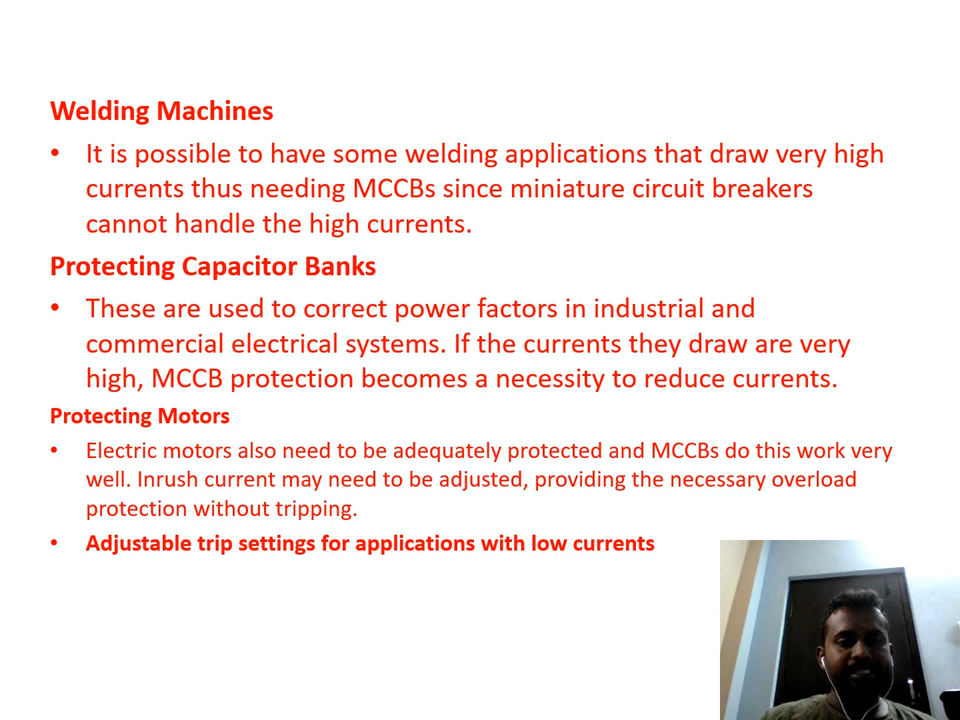 Welding Machines
• It is possible to have some welding applications that draw very high
currents thus needing MCCBs since miniature circuit breakers
cannot handle the high currents.
Protecting Capacitor Banks
• These are used to correct power factors in industrial and
commercial electrical systems. If the currents they draw are very
high, MCCB protection becomes a necessity to reduce currents.
Protecting Motors
• Electric motors also need to be adequately protected and MCCBs do this work very
well. Inrush current may need to be adjusted, providing the necessary overload
protection without tripping.
• Adjustable trip settings for applications with low currents